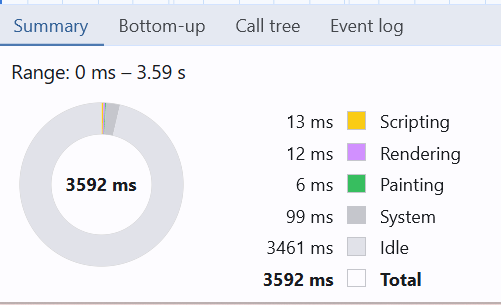 Summary Bottom-up Call tree Event log
Range: 0 ms – 3.59 s
13 ms Scripting
12 ms Rendering
3592 ms
6 ms Painting
99 ms System
3461 ms Idle
3592 ms Total